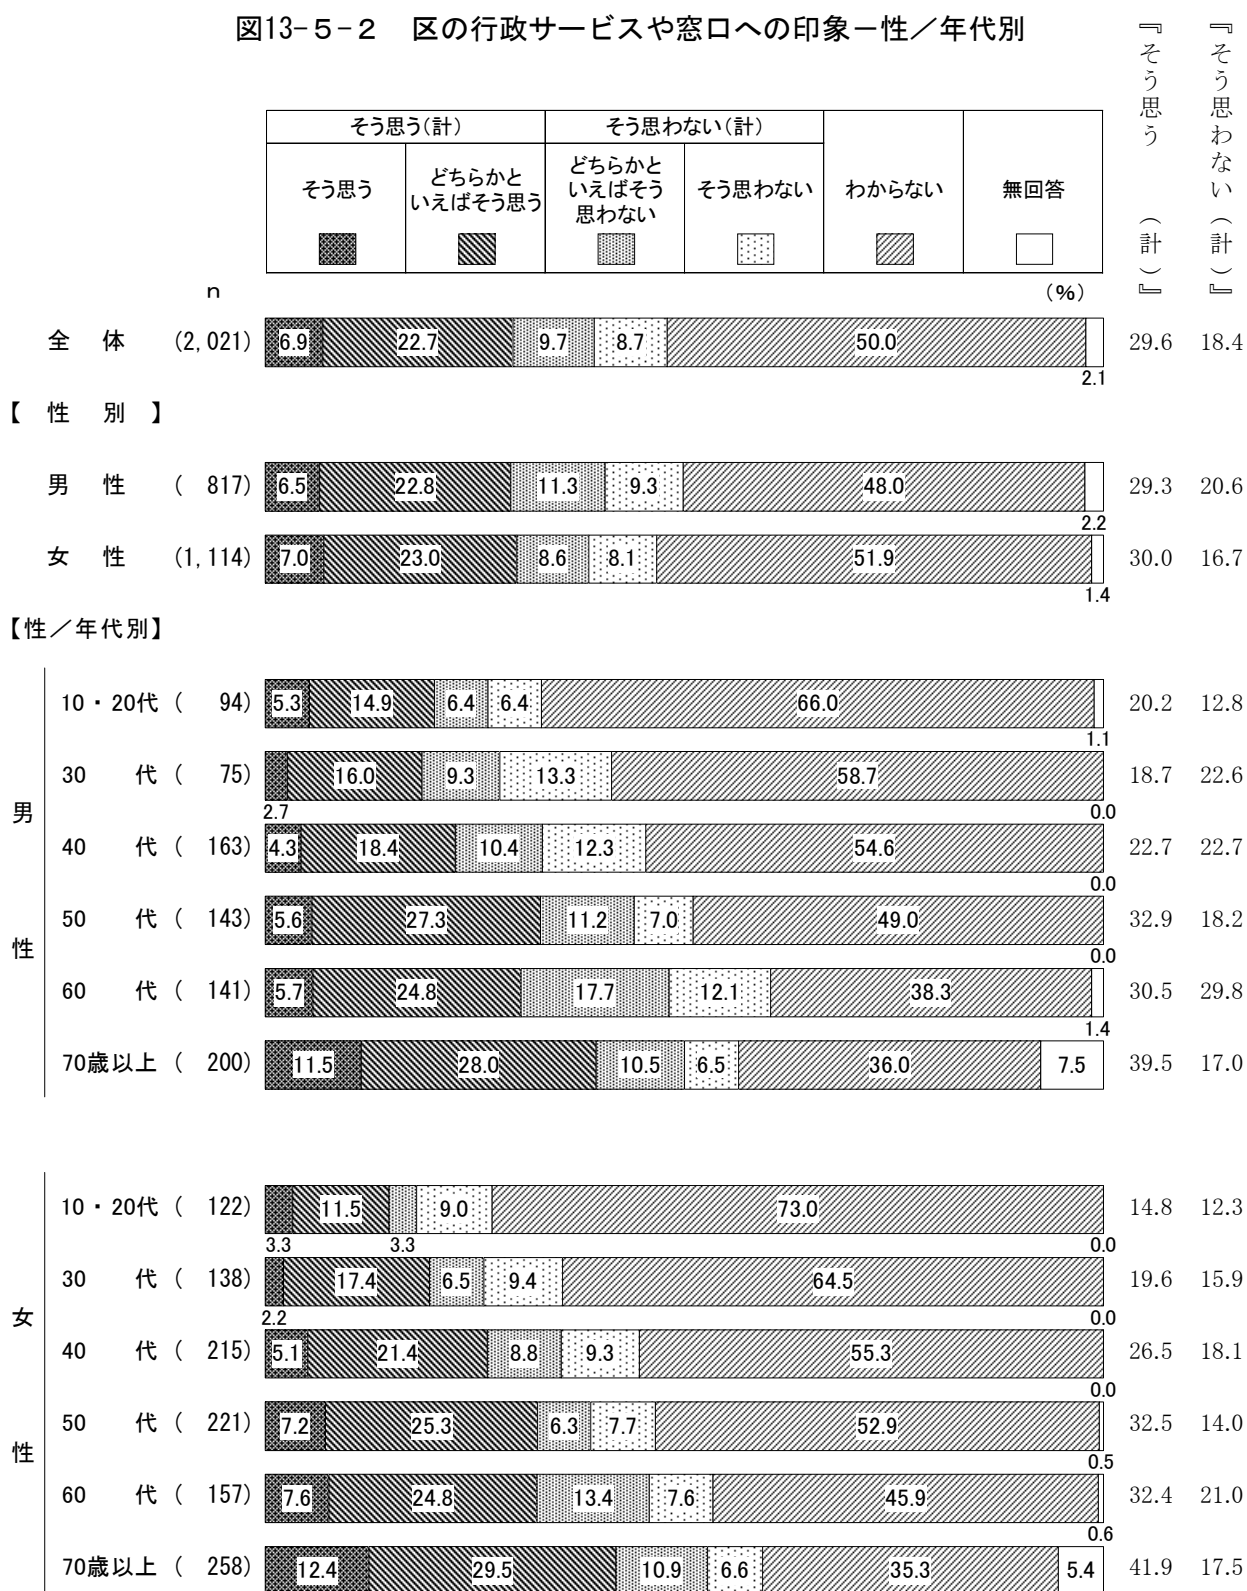 図13-5-2 区の行政サービスや窓口への印象－性／年代別
『そう思う（計）』
『そう思わない（計）』
そう思う（計） そう思わない（計）
そう思う どちらかといえばそう思う どちらかといえばそう思わない そう思わない わからない 無回答
n （%）
全体 (2,021) 6.9 22.7 9.7 8.7 50.0 29.6 18.4
2.1
【性別】
男性 ( 817) 6.5 22.8 11.3 9.3 48.0 29.3 20.6
2.2
女性 (1,114) 7.0 23.0 8.6 8.1 51.9 30.0 16.7
1.4
【性／年代別】
男性
10・20代 ( 94) 5.3 14.9 6.4 6.4 66.0 20.2 12.8
1.1
30代 ( 75) 16.0 9.3 13.3 58.7 18.7 22.6
2.7 0.0
40代 ( 163) 4.3 18.4 10.4 12.3 54.6 22.7 22.7
0.0
50代 ( 143) 5.6 27.3 11.2 7.0 49.0 32.9 18.2
0.0
60代 ( 141) 5.7 24.8 17.7 12.1 38.3 30.5 29.8
1.4
70歳以上 ( 200) 11.5 28.0 10.5 6.5 36.0 7.5 39.5 17.0
女性
10・20代 ( 122) 11.5 9.0 73.0 14.8 12.3
3.3 3.3 0.0
30代 ( 138) 17.4 6.5 9.4 64.5 19.6 15.9
2.2 0.0
40代 ( 215) 5.1 21.4 8.8 9.3 55.3 26.5 18.1
0.0
50代 ( 221) 7.2 25.3 6.3 7.7 52.9 32.5 14.0
0.5
60代 ( 157) 7.6 24.8 13.4 7.6 45.9 32.4 21.0
0.6
70歳以上 ( 258) 12.4 29.5 10.9 6.6 35.3 5.4 41.9 17.5